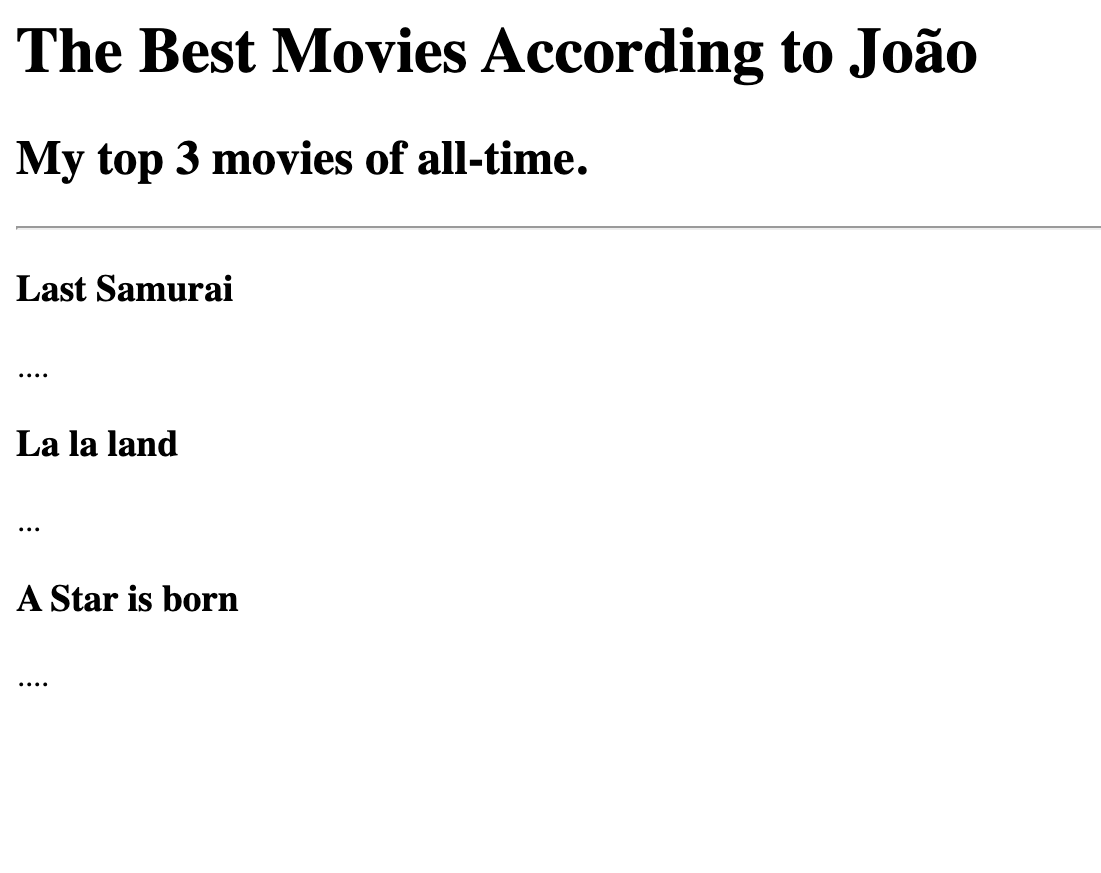 The Best Movies According to João
My top 3 movies of all-time.
Last Samurai
....
La la land
...
A Star is born
....